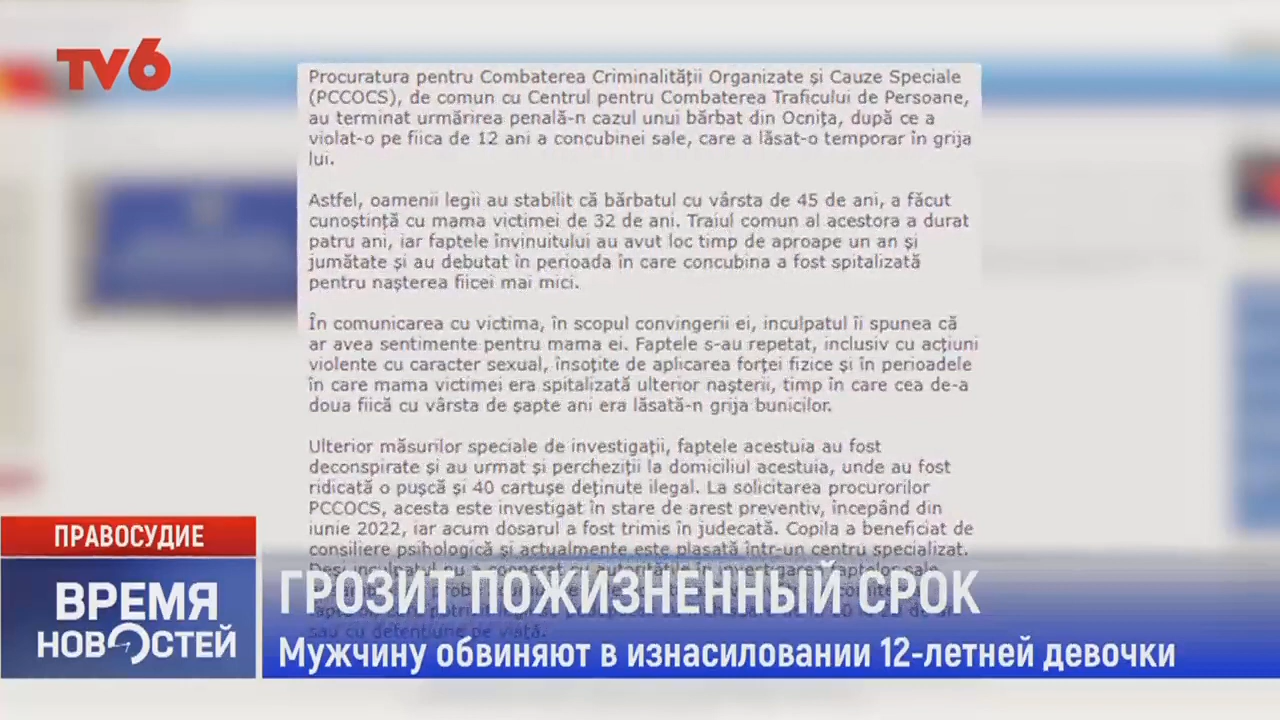 TV6
Procuratura pentru Combaterea Criminalității Organizate și Cauze Speciale
(PCCOCS), de comun cu Centrul pentru Combaterea Traficului de Persoane,
au terminat urmărirea penală-n cazul unui bărbat din Ocnița, după ce a
violat-o pe fiica de 12 ani a concubinei sale, care a lăsat-o temporar în grija
lui.
Astfel, oamenii legii au stabilit că bărbatul cu vârsta de 45 de ani, a făcut
cunoștință cu mama victimei de 32 de ani. Traiul comun al acestora a durat
patru ani, iar faptele învinuitului au avut loc timp de aproape un an și
jumătate și au debutat în perioada în care concubina a fost spitalizată
pentru nașterea fiicei mai mici.
În comunicarea cu victima, în scopul convingerii ei, inculpatul îi spunea că
ar avea sentimente pentru mama ei. Faptele s-au repetat, inclusiv cu acțiuni
violente cu caracter sexual, însoțite de aplicarea forței fizice și în perioadele
în care mama victimei era spitalizată ulterior nașterii, timp în care cea de-a
doua fiică cu vârsta de șapte ani era lăsată-n grija bunicilor.
Ulterior măsurilor speciale de investigații, faptele acestuia au fost
deconspirate și au urmat și percheziții la domiciliul acestuia, unde au fost
ridicată o pușcă și 40 cartușe deținute ilegal. La solicitarea procurorilor
PCCOCS, acesta este investigat în stare de arest preventiv, începând din
iunie 2022, iar acum dosarul a fost trimis în judecată. Copila a beneficiat de
consiliere psihologică și actualmente este plasată într-un centru specializat.
Deși inculpatul nu a cooperat cu autoritățile în investigarea faptelor sale
sau cu detențiune pe viață.
ПРАВОСУДИЕ
ВРЕМЯ
НОВОСТЕЙ
ГРОЗИТ ПОЖИЗНЕННЫЙ СРОК
Мужчину обвиняют в изнасиловании 12-летней девочки